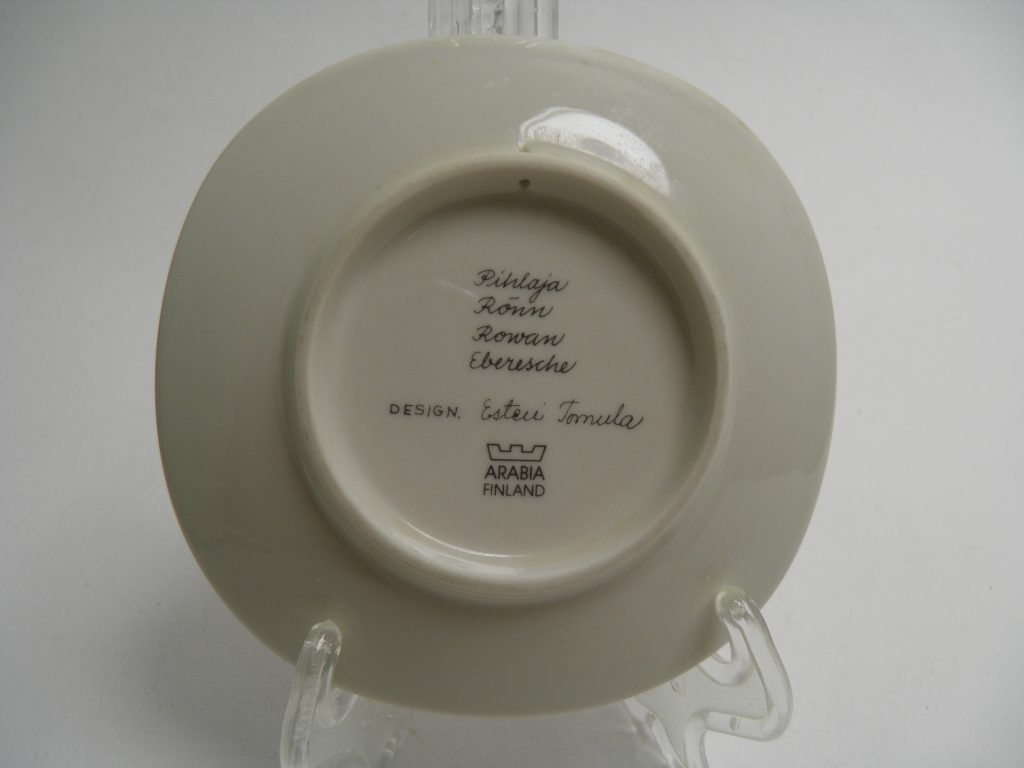 Pihlaja
Rönn
Rowan
Eberesche
DESIGN. Esteri Tomula
ARABIA
FINLAND